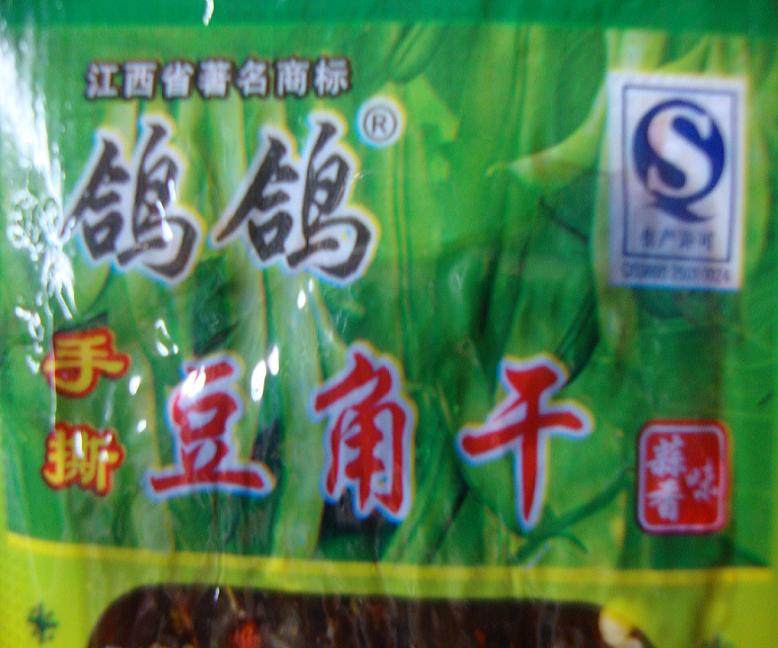 江西省著名商标
鸽鸽®
生产许可
手撕
豆角干
蒜香味